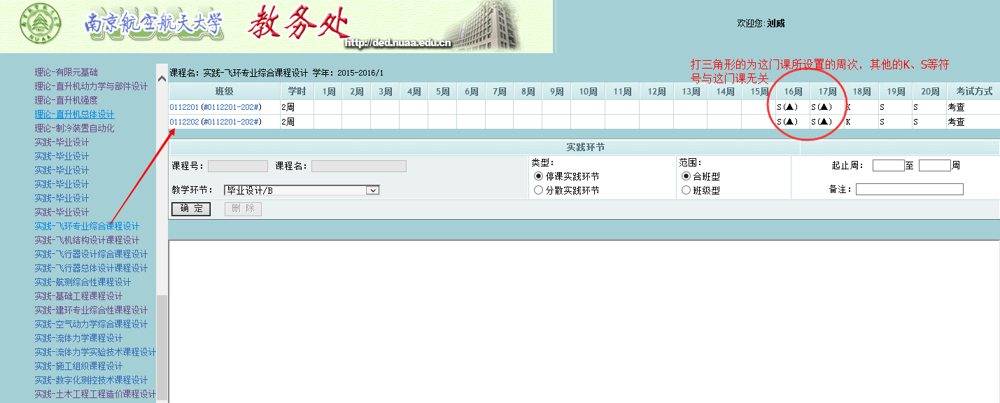 南京航空航天大学 教务处
NUAA
http://ded.nuaa.edu.cn
欢迎您:刘威
打三角形的为这门课所设置的周次，其他的K、S等符
号与这门课无关
理论-有限元基础
理论-直升机动力学与部件设计
理论-直升机强度
理论-直升机总体设计
理论-制冷装置自动化
实践-毕业设计
实践-毕业设计
实践-毕业设计
实践-毕业设计
实践-毕业设计
实践-毕业设计
实践-飞环专业综合课程设计
实践-飞机结构设计课程设计
实践-飞行器设计综合课程设计
实践-飞行器总体设计课程设计
实践-航测综合性课程设计
实践-基础工程课程设计
实践-建环专业综合性课程设计
实践-空气动力学综合课程设计
实践-流体力学课程设计
实践-流体力学实验技术课程设计
实践-施工组织课程设计
实践-数字化测控技术课程设计
实践-土木工程工程造价课程设计
课程名: 实践-飞环专业综合课程设计 学年: 2015-2016/1
班级 学时 1周 2周 3周 4周 5周 6周 7周 8周 9周 10周 11周 12周 13周 14周 15周 16周 17周 18周 19周 20周 考试方式
0112201(#0112201-202#) 2周 S(▲) S(▲) K S S 考查
0112202(#0112201-202#) 2周 S(▲) S(▲) K S S 考查
实践环节
课程号: 课程名: 类型: 范围: 起止周: 至 周
停课实践环节 合班型
教学环节: 毕业设计/B 分散实践环节 班级型 备注:
确 定 删 除